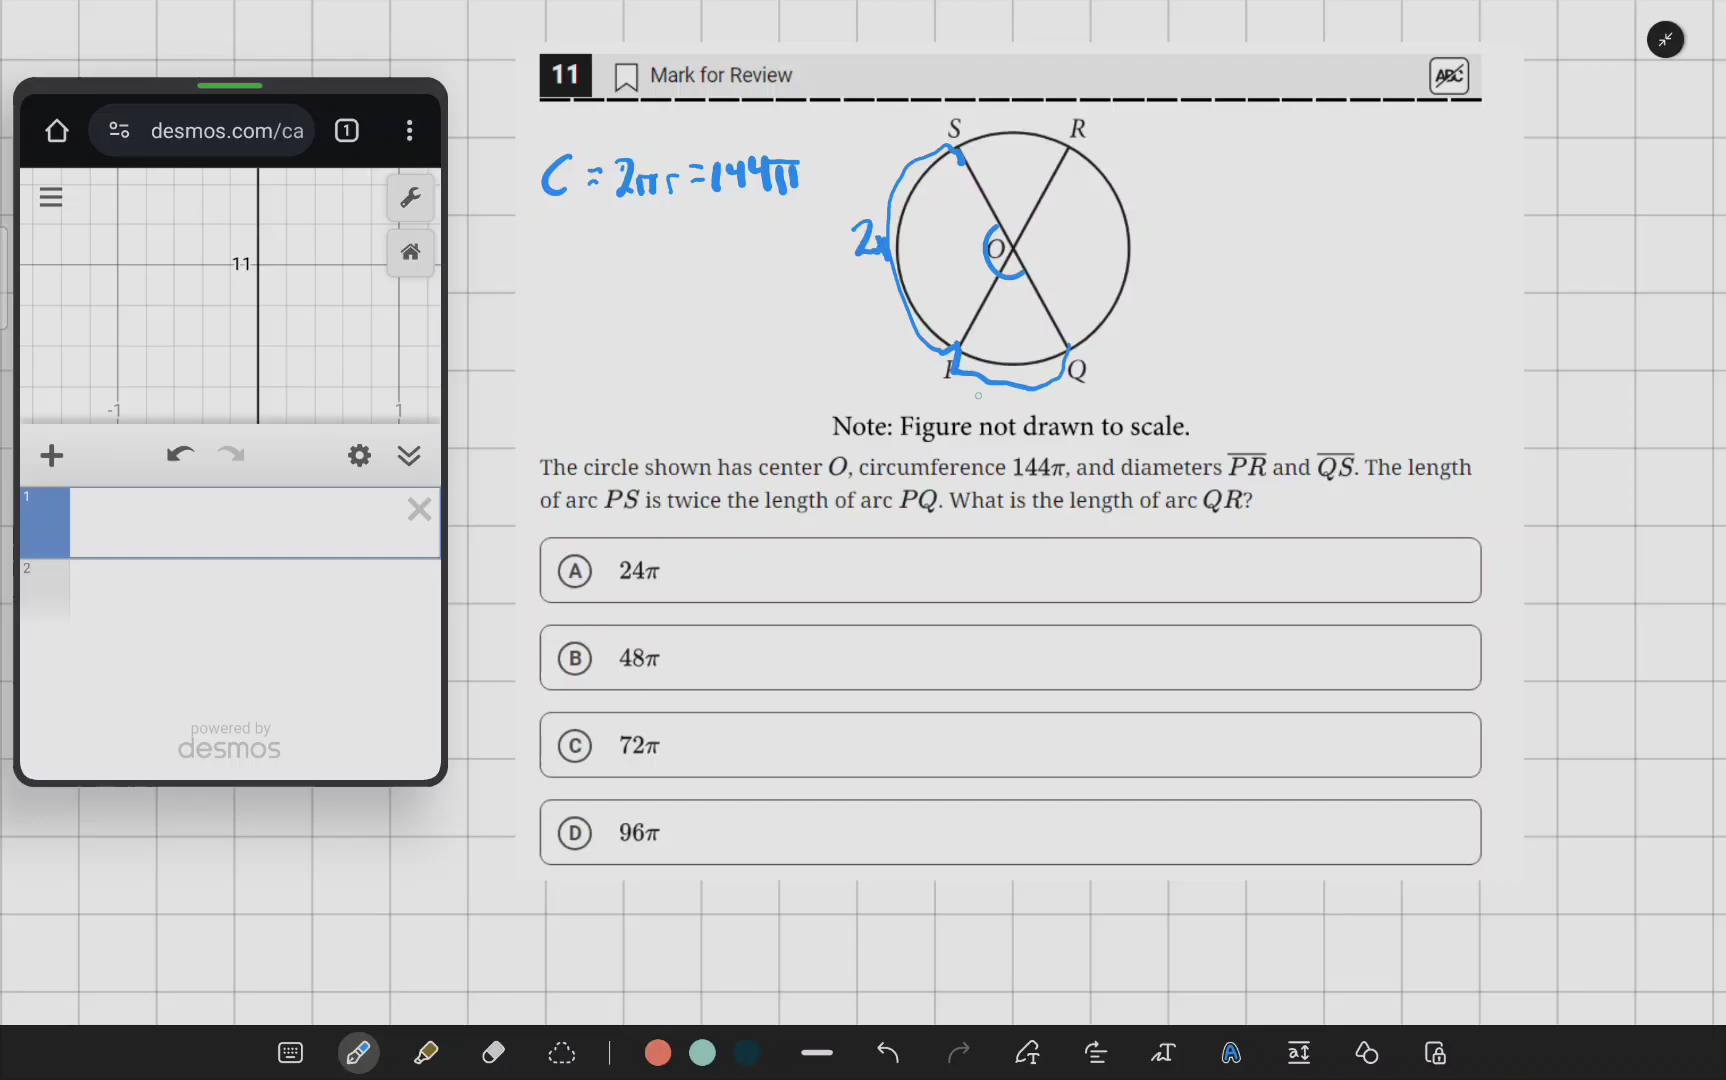 11 Mark for Review ABC
desmos.com/ca 1
S R
C = 2πr = 144π
2x
O
11
Q
-1 1
Note: Figure not drawn to scale.
The circle shown has center O, circumference 144π, and diameters PR and QS. The length
of arc PS is twice the length of arc PQ. What is the length of arc QR?
1
2
A 24π
B 48π
C 72π
D 96π
powered by
desmos